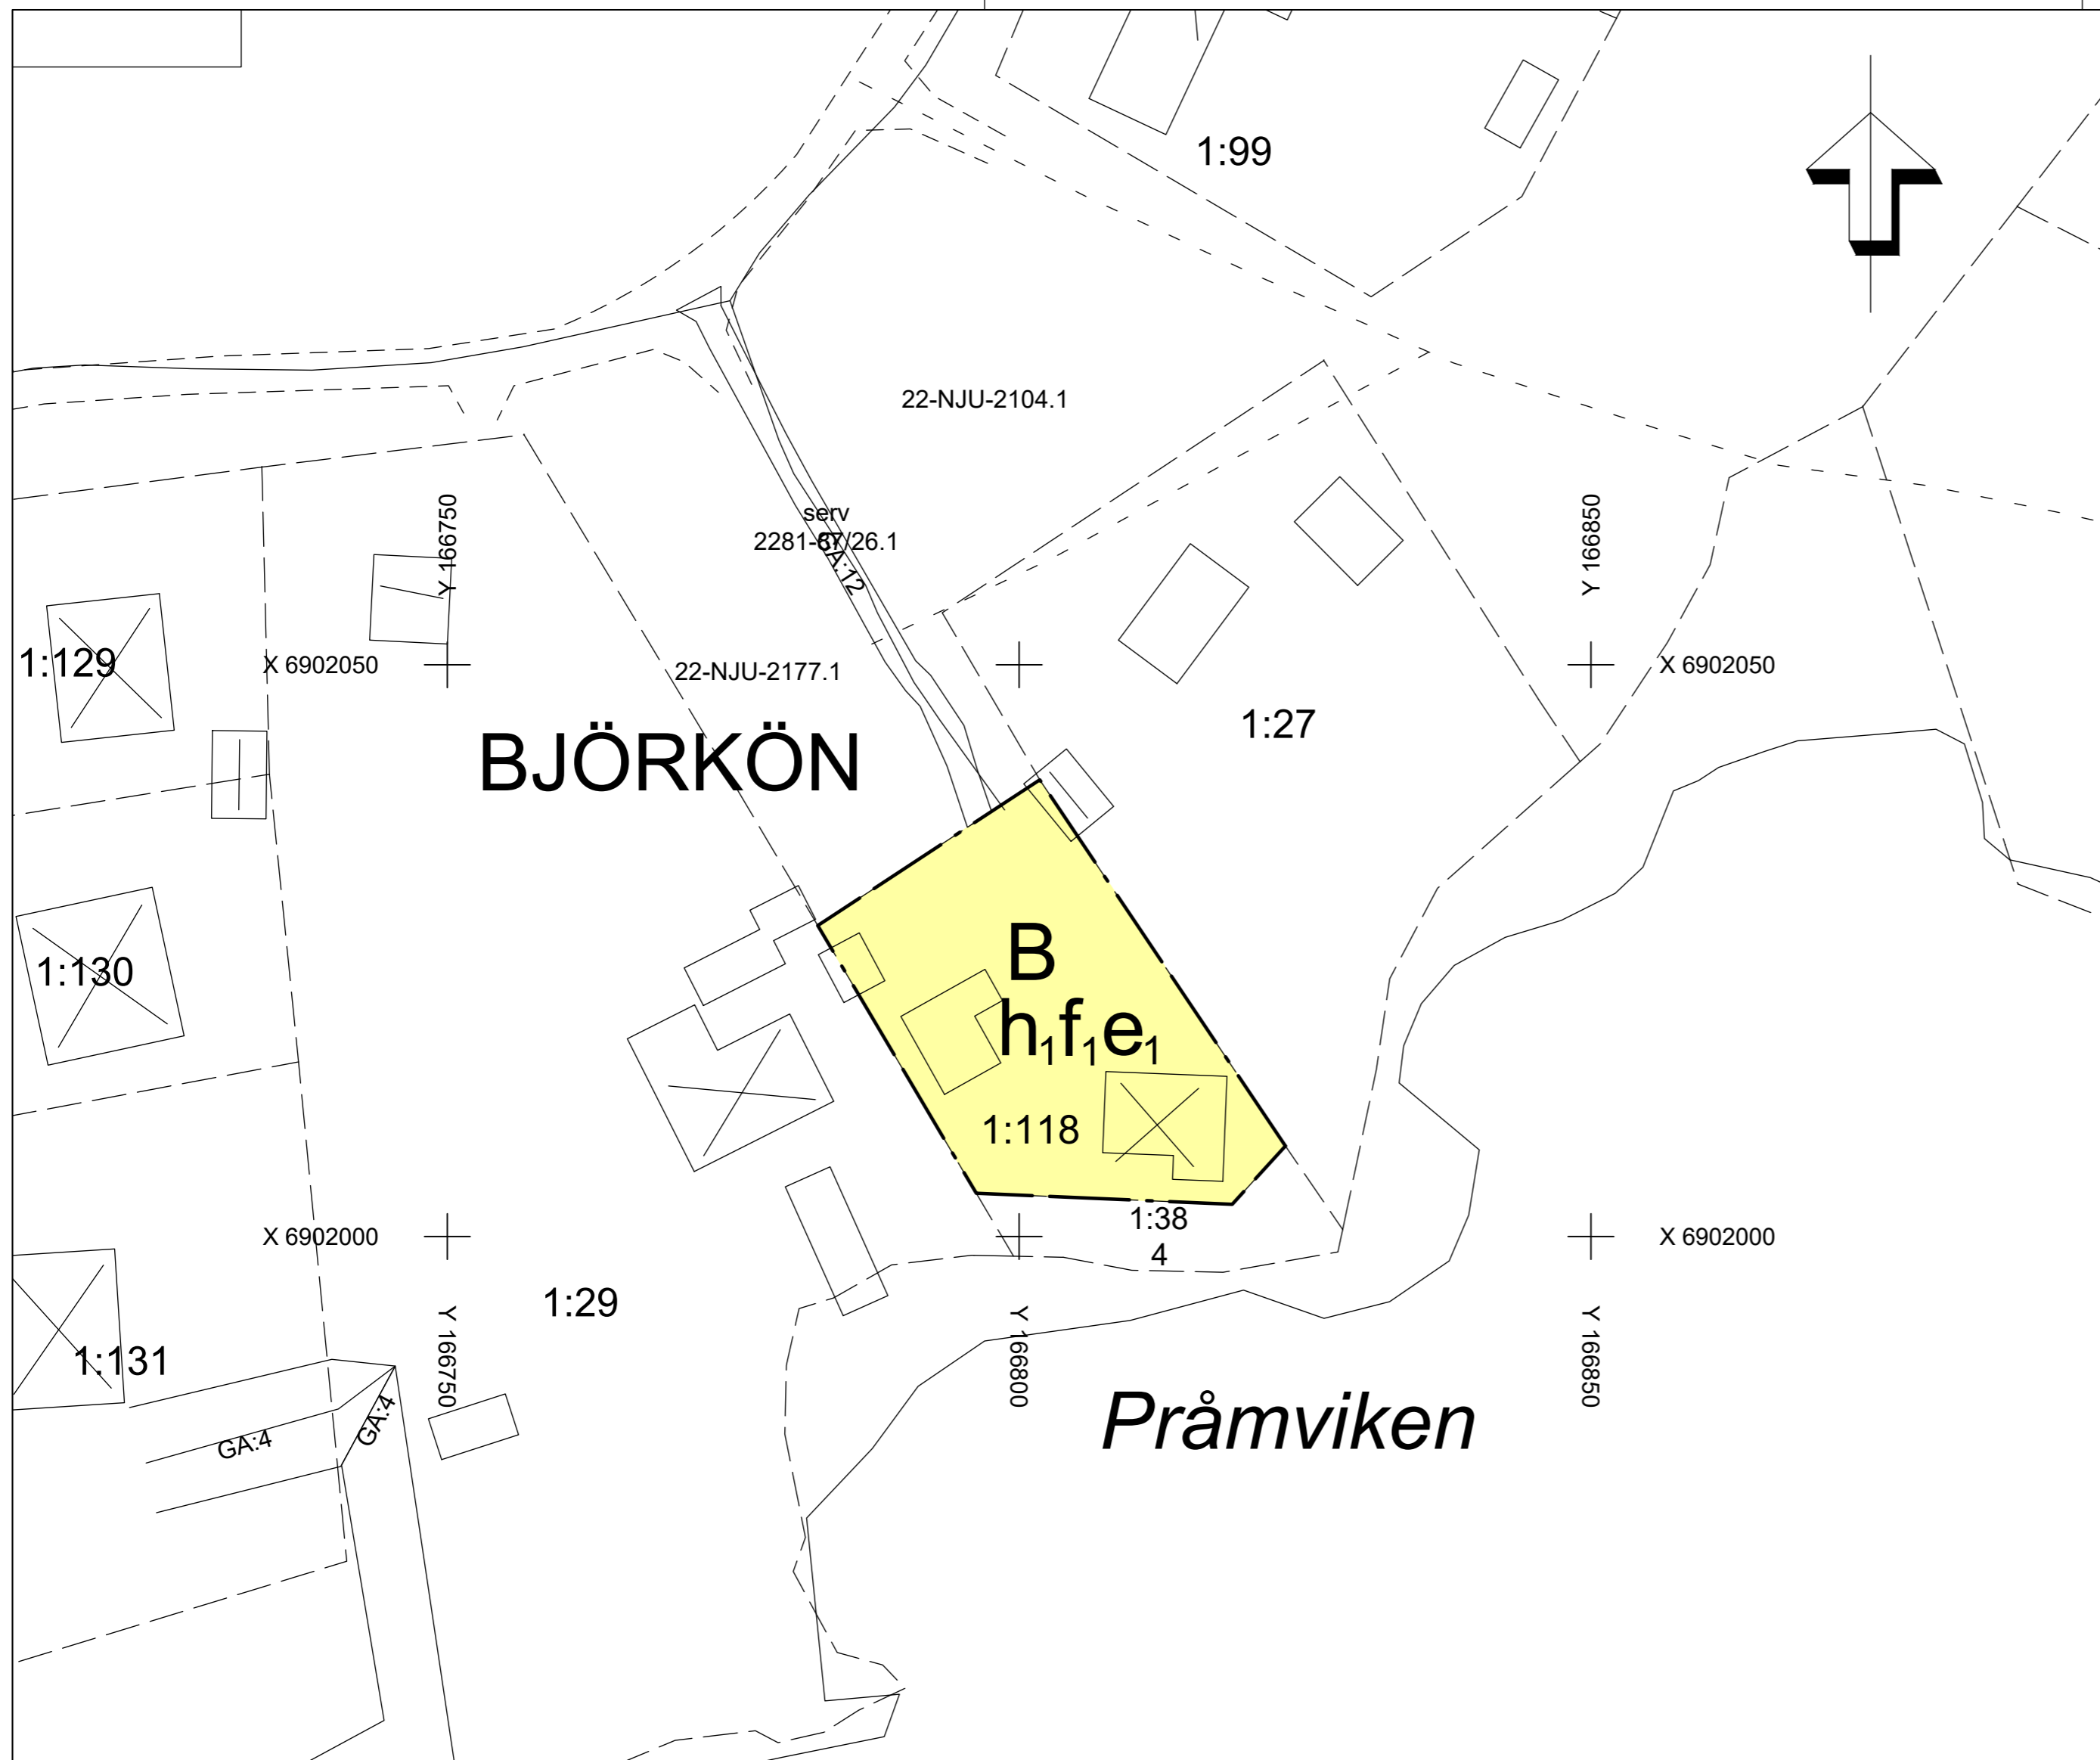 1:99
22-NJU-2104.1
serv
2281-87/26.1
GA:12
Y 166750
Y 166850
1:129
X 6902050
22-NJU-2177.1
X 6902050
1:27
BJÖRKÖN
B
1:130
h₁f₁e₁
1:118
1:38
4
X 6902000
X 6902000
1:29
Y 166750
Y 166800
Y 166850
1:131
GA:4
GA:4
Pråmviken